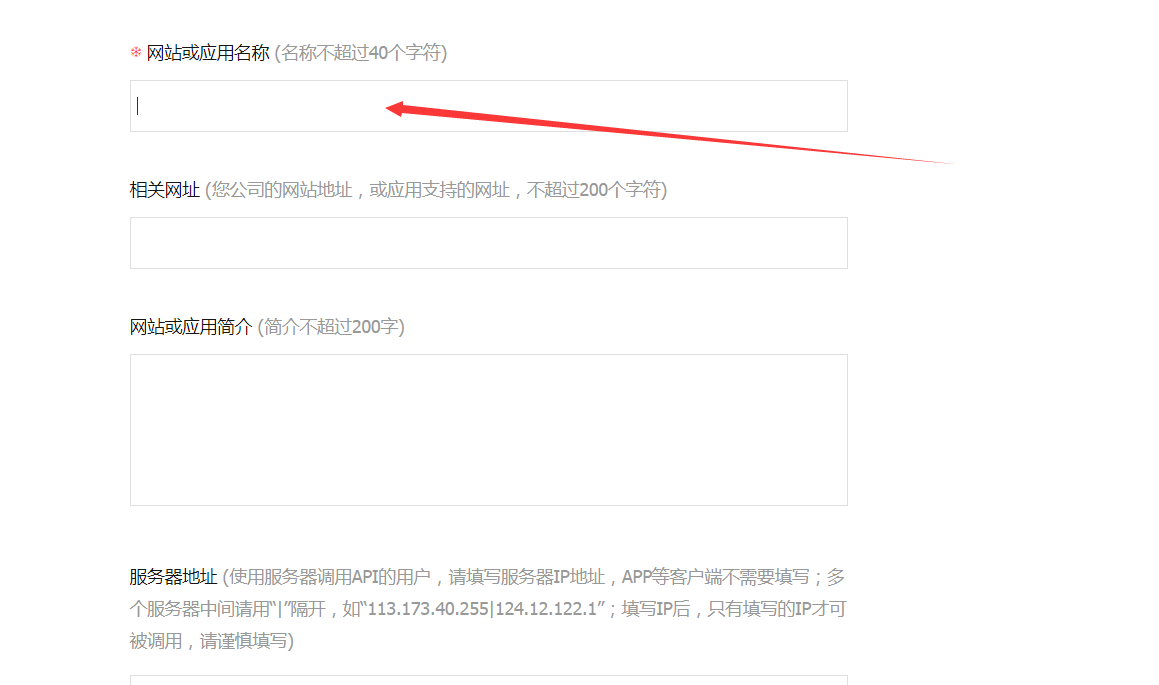 * 网站或应用名称 (名称不超过40个字符)
相关网址 (您公司的网站地址，或应用支持的网址，不超过200个字符)
网站或应用简介 (简介不超过200字)
服务器地址 (使用服务器调用API的用户，请填写服务器IP地址，APP等客户端不需要填写；多
个服务器中间请用“|”隔开，如“113.173.40.255|124.12.122.1”；填写IP后，只有填写的IP才可
被调用，请谨慎填写)